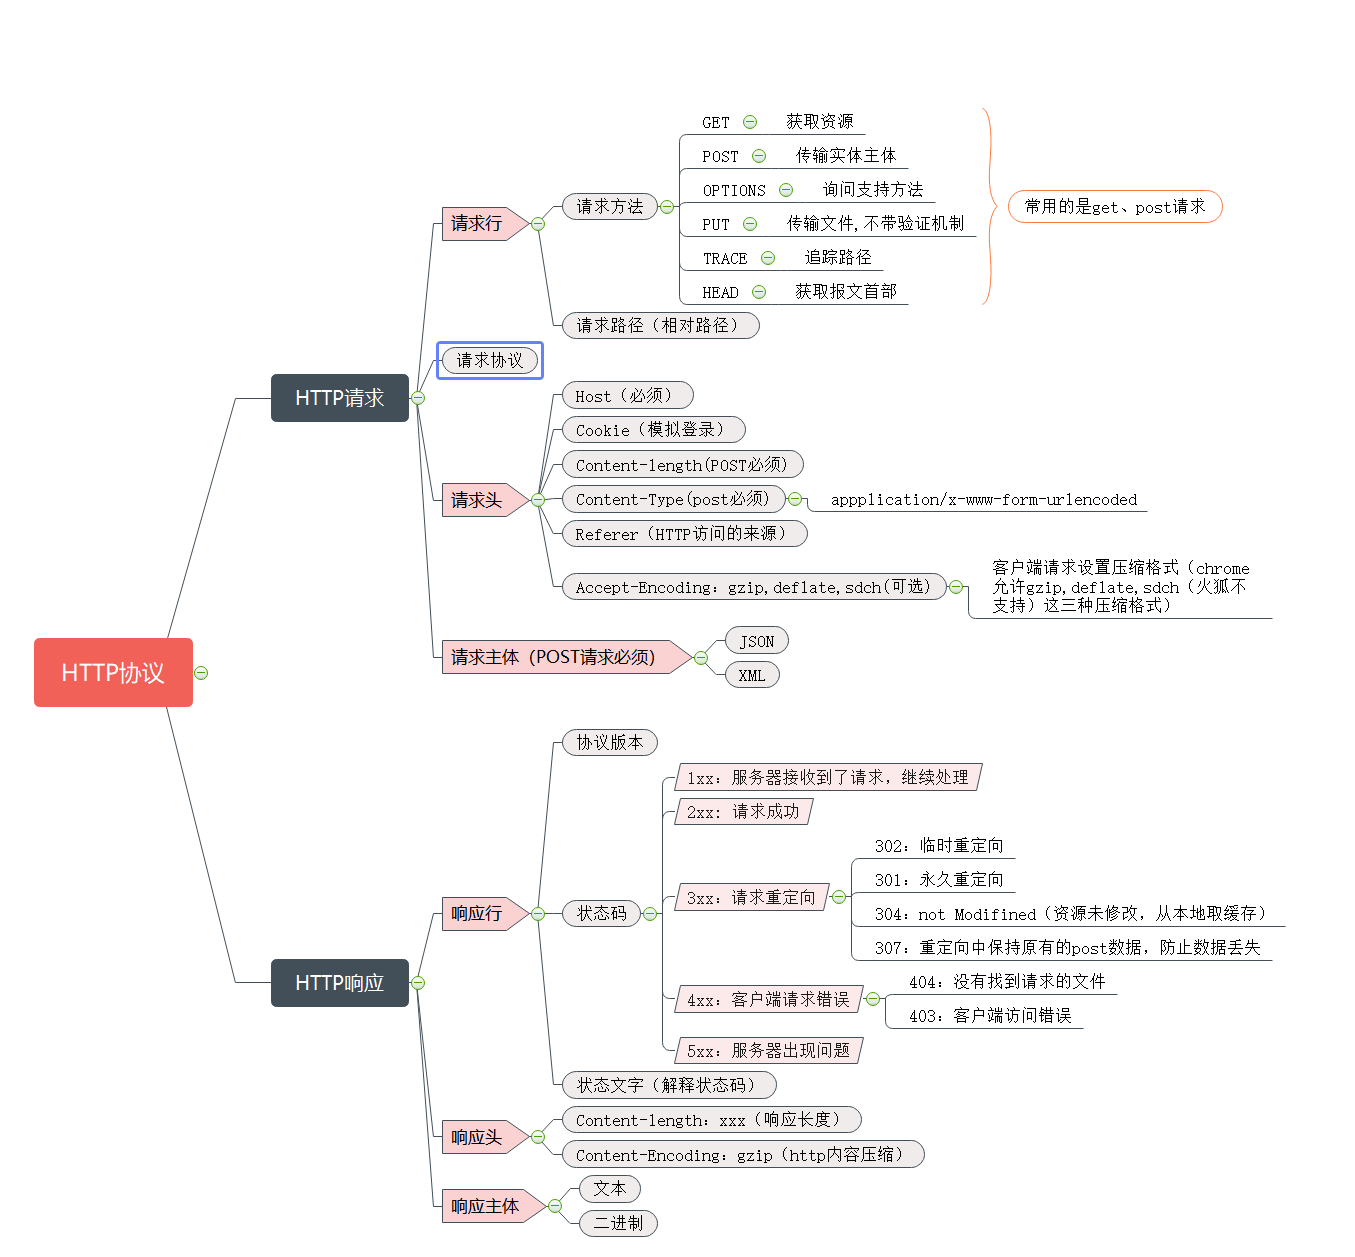 HTTP协议
HTTP请求
请求行
请求方法
GET 获取资源
POST 传输实体主体
OPTIONS 询问支持方法
PUT 传输文件,不带验证机制
TRACE 追踪路径
HEAD 获取报文首部
常用的是get、post请求
请求路径（相对路径）
请求协议
请求头
Host（必须）
Cookie（模拟登录）
Content-length(POST必须)
Content-Type(post必须)
appplication/x-www-form-urlencoded
Referer（HTTP访问的来源）
Accept-Encoding：gzip,deflate,sdch(可选)
客户端请求设置压缩格式（chrome
允许gzip,deflate,sdch（火狐不
支持）这三种压缩格式）
请求主体（POST请求必须）
JSON
XML
HTTP响应
响应行
协议版本
状态码
1xx：服务器接收到了请求，继续处理
2xx: 请求成功
3xx：请求重定向
302：临时重定向
301：永久重定向
304：not Modifined（资源未修改，从本地取缓存）
307：重定向中保持原有的post数据，防止数据丢失
4xx：客户端请求错误
404：没有找到请求的文件
403：客户端访问错误
5xx：服务器出现问题
状态文字（解释状态码）
响应头
Content-length：xxx（响应长度）
Content-Encoding：gzip（http内容压缩）
响应主体
文本
二进制